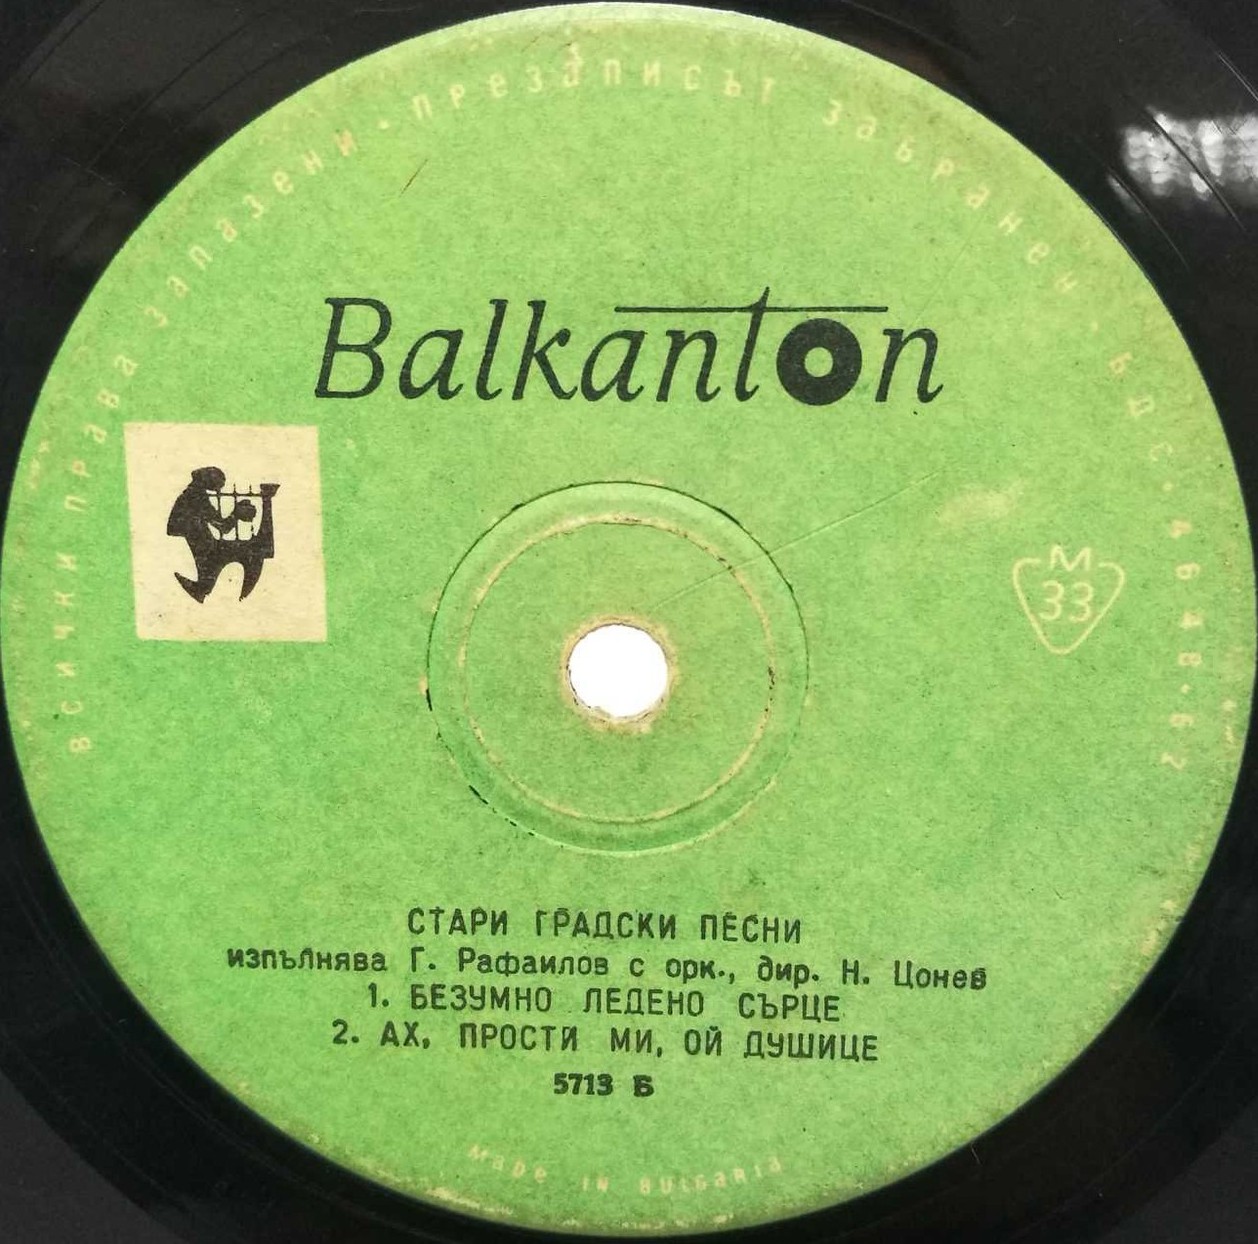 всички права запазени · презаписът забранен · БДС · 4648-62
Balkanton
M
33
СТАРИ ГРАДСКИ ПЕСНИ
изпълнява Г. Рафаилов с орк., дир. Н. Цонев
1. БЕЗУМНО ЛЕДЕНО СЪРЦЕ
2. АХ, ПРОСТИ МИ, ОЙ ДУШИЦЕ
5713 Б
MaDe IN BULGaRIa